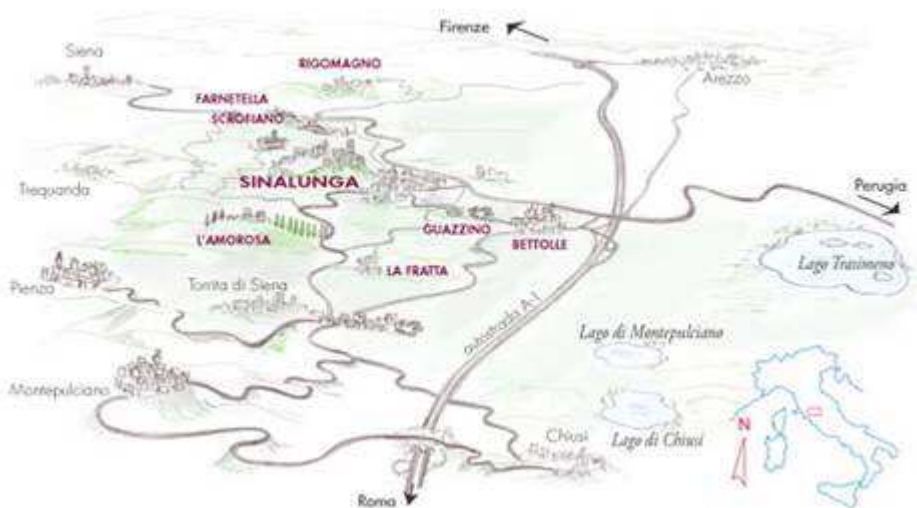 Firenze
Siena
RIGOMAGNO
Arezzo
FARNETELLA
SCROFIANO
Trequanda
SINALUNGA
Perugia
GUAZZINO
L'AMOROSA
BETTOLLE
Lago Trasimeno
LA FRATTA
Pienza
Torrita di Siena
autostrada A1
Lago di Montepulciano
Montepulciano
N
Chiusi
Lago di Chiusi
Roma